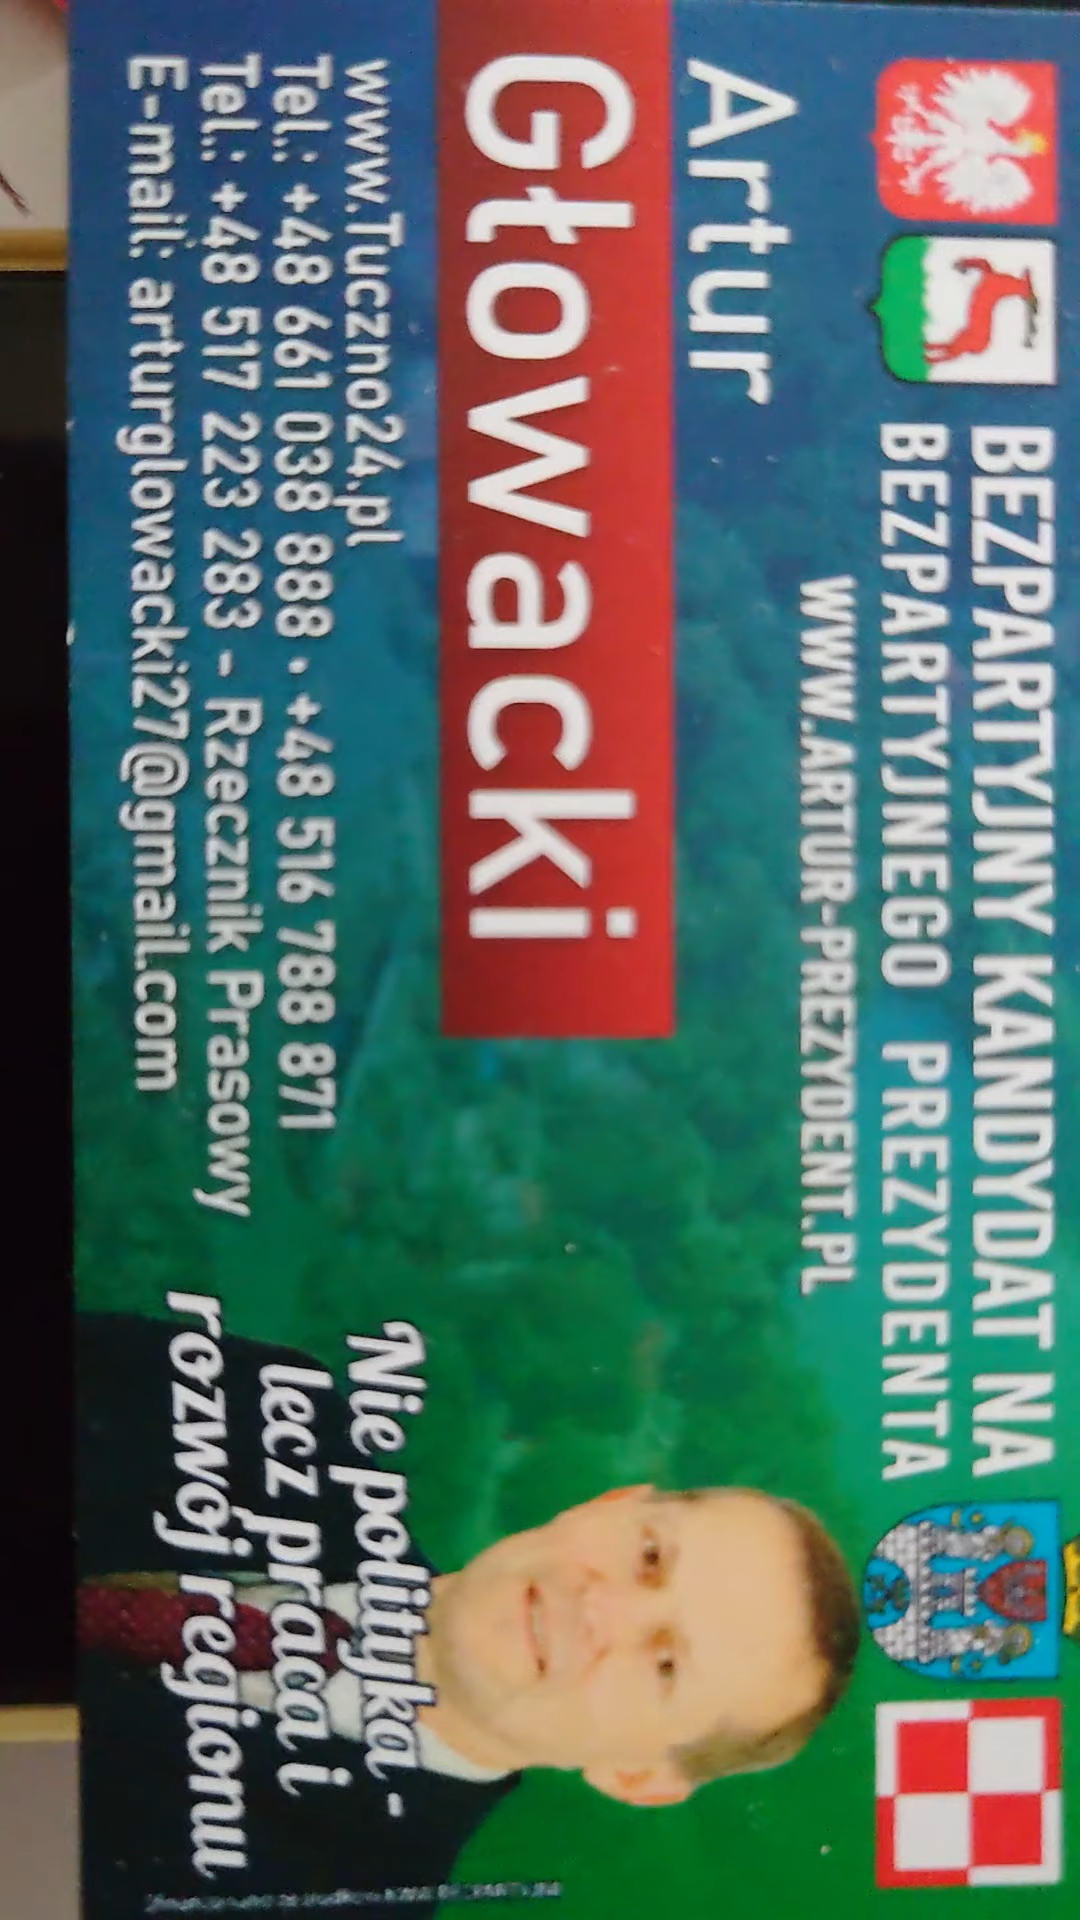 BEZPARTYJNY KANDYDAT NA
BEZPARTYJNEGO PREZYDENTA
WWW.ARTUR-PREZYDENT.PL
Artur
Głowacki
www.Tuczno24.pl
Tel.: +48 661 038 888 · +48 516 788 871
Tel.: +48 517 223 283 - Rzecznik Prasowy
E-mail: arturglowacki27@gmail.com
Nie polityka -
lecz praca i
rozwój regionu